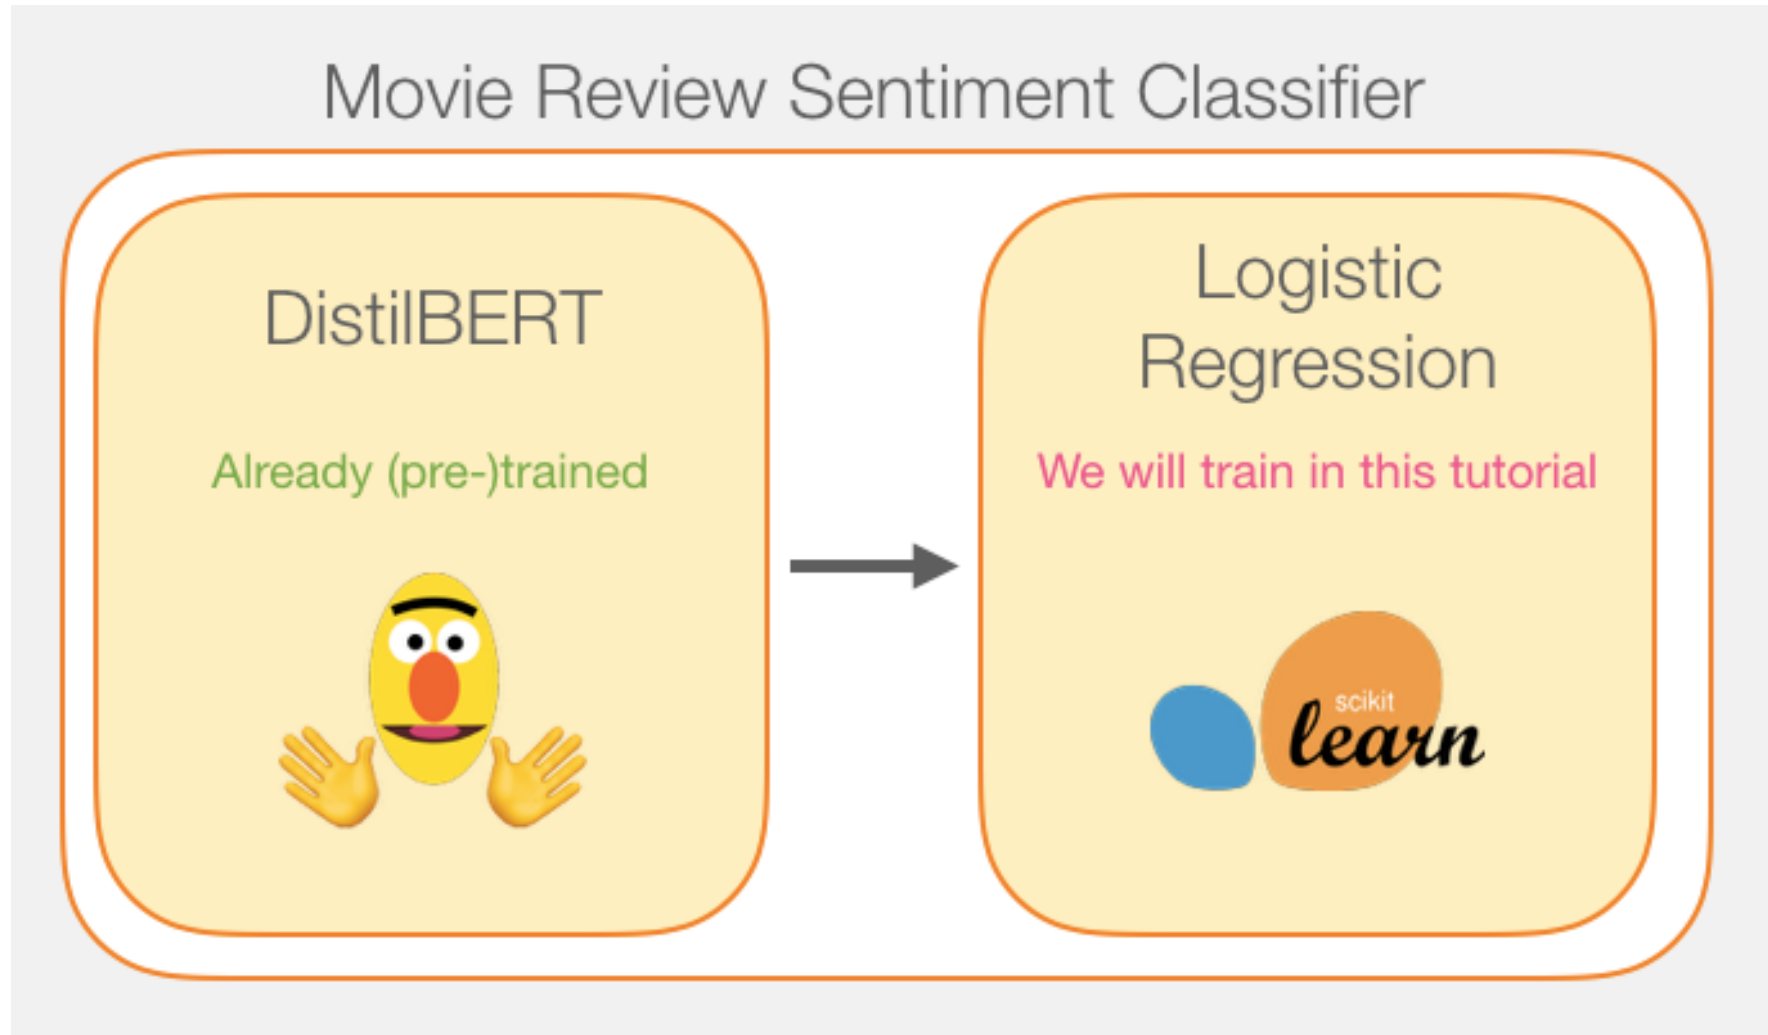 Movie Review Sentiment Classifier
DistilBERT
Already (pre-)trained
Logistic
Regression
We will train in this tutorial
scikit
learn